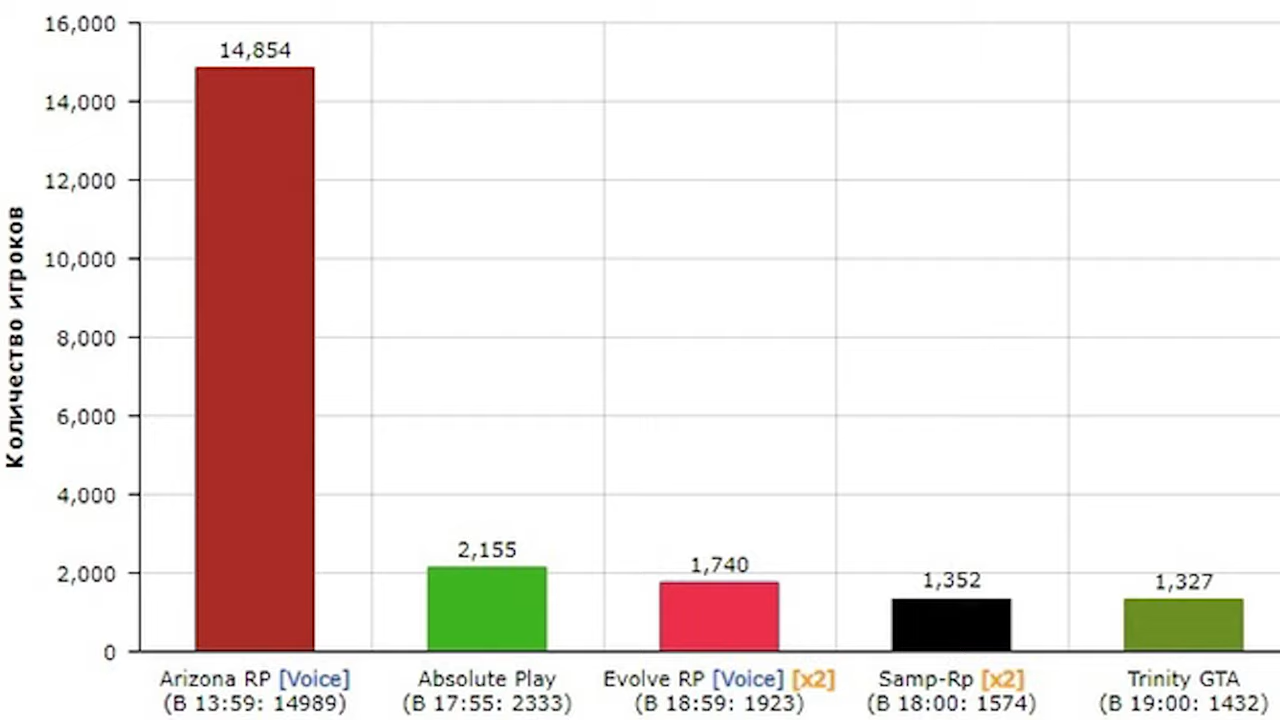 Количество игроков
16,000
14,000
12,000
10,000
8,000
6,000
4,000
2,000
0
14,854
2,155
1,740
1,352
1,327
Arizona RP [Voice]
(В 13:59: 14989)
Absolute Play
(В 17:55: 2333)
Evolve RP [Voice] [x2]
(В 18:59: 1923)
Samp-Rp [x2]
(В 18:00: 1574)
Trinity GTA
(В 19:00: 1432)